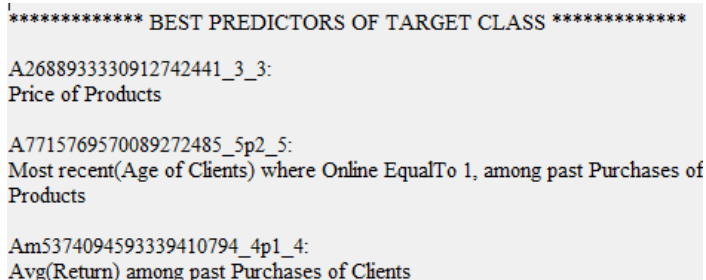 ************* BEST PREDICTORS OF TARGET CLASS *************
A2688933330912742441_3_3:
Price of Products
A7715769570089272485_5p2_5:
Most recent(Age of Clients) where Online EqualTo 1, among past Purchases of
Products
Am5374094593339410794_4p1_4:
Avg(Return) among past Purchases of Clients